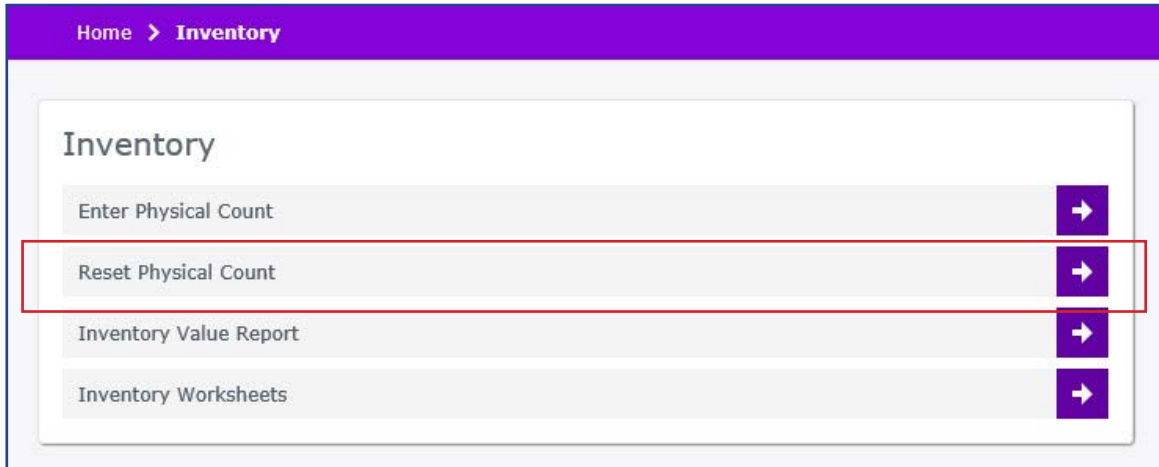 Home > Inventory
Inventory
Enter Physical Count
Reset Physical Count
Inventory Value Report
Inventory Worksheets